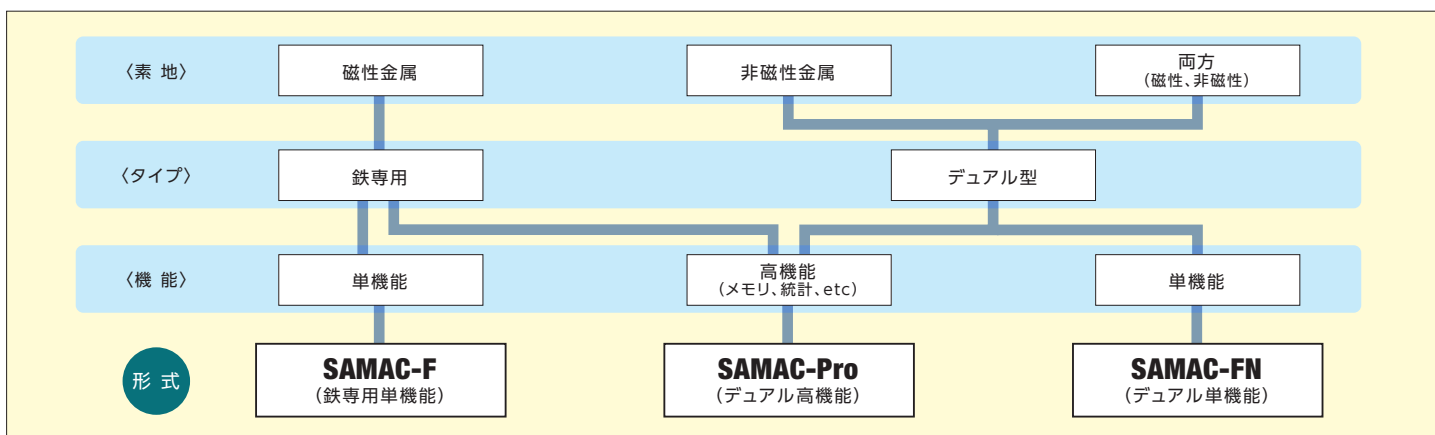 〈素 地〉
磁性金属
非磁性金属
両方
（磁性、非磁性）
〈タイプ〉
鉄専用
デュアル型
〈機 能〉
単機能
高機能
（メモリ、統計、etc）
単機能
形 式
SAMAC-F
（鉄専用単機能）
SAMAC-Pro
（デュアル高機能）
SAMAC-FN
（デュアル単機能）